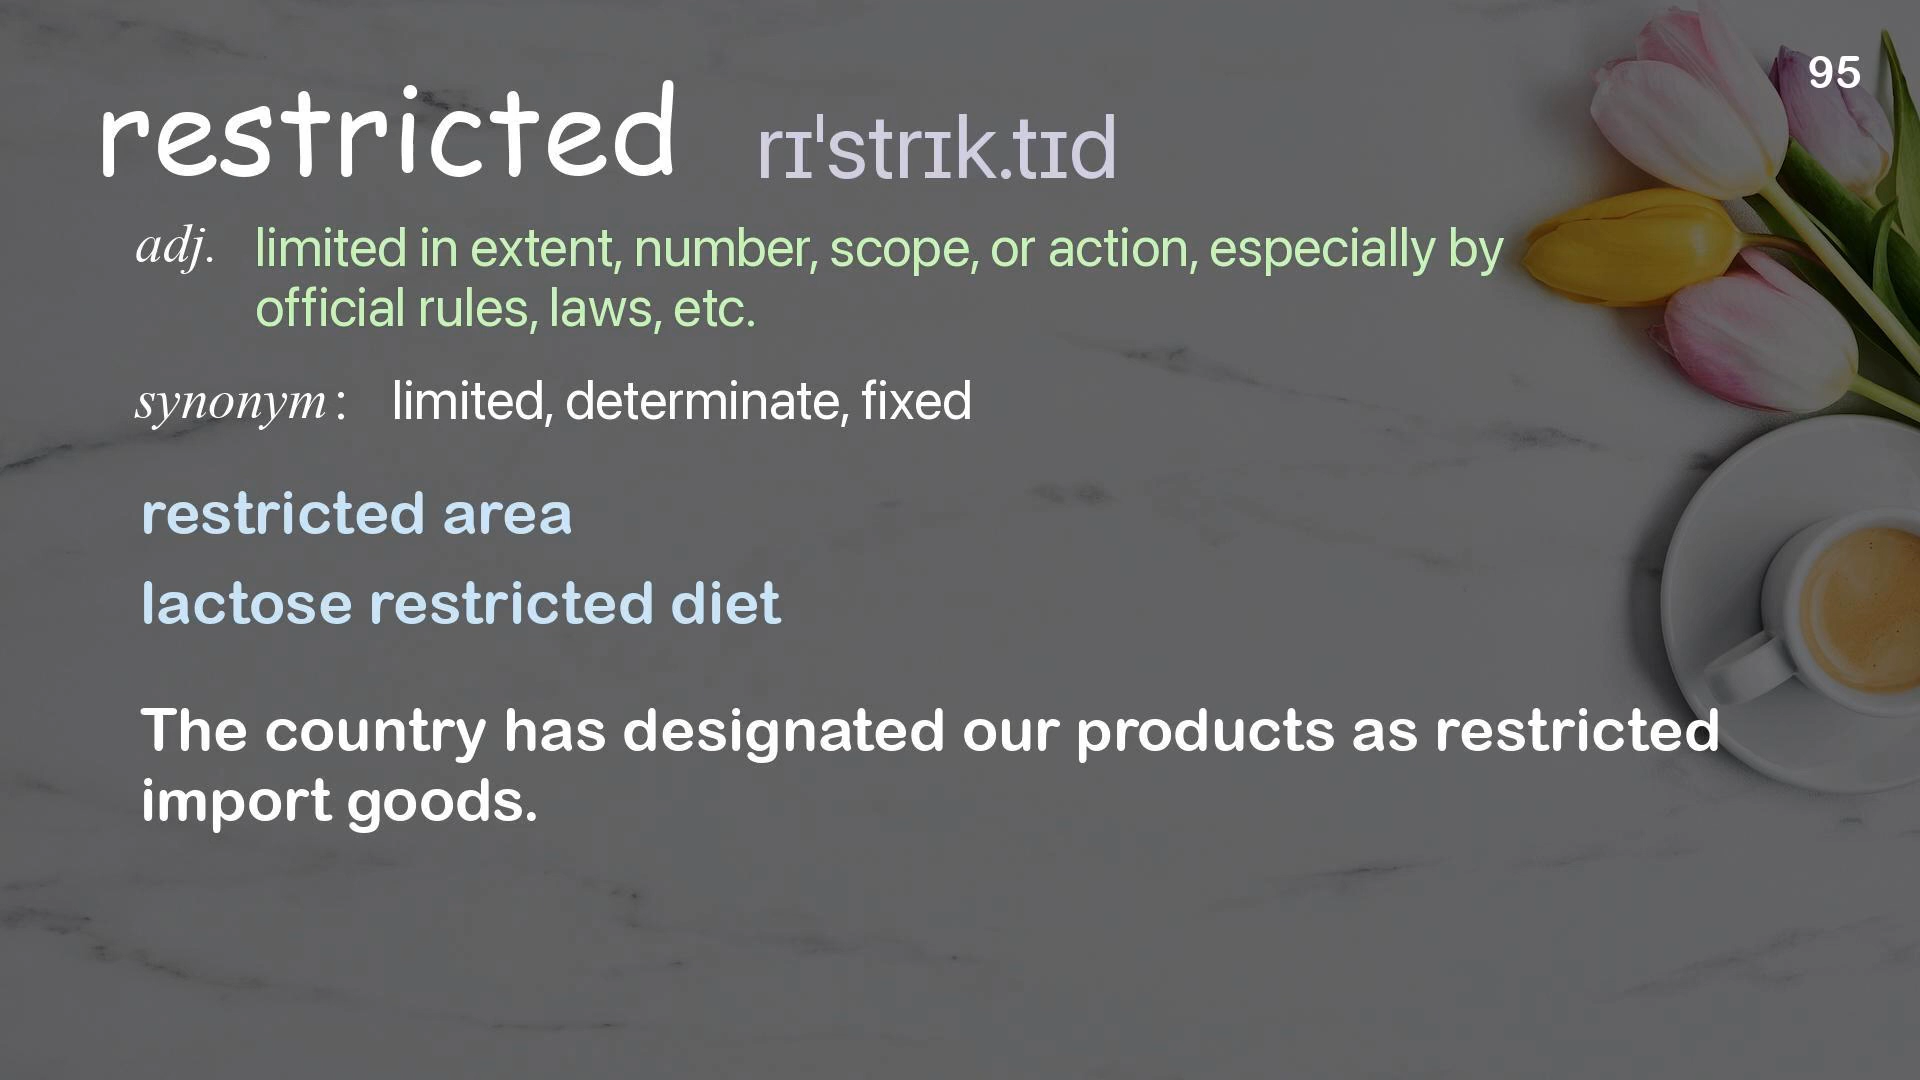 95
restricted rɪˈstrɪk.tɪd
adj. limited in extent, number, scope, or action, especially by
official rules, laws, etc.
synonym : limited, determinate, fixed
restricted area
lactose restricted diet
The country has designated our products as restricted
import goods.